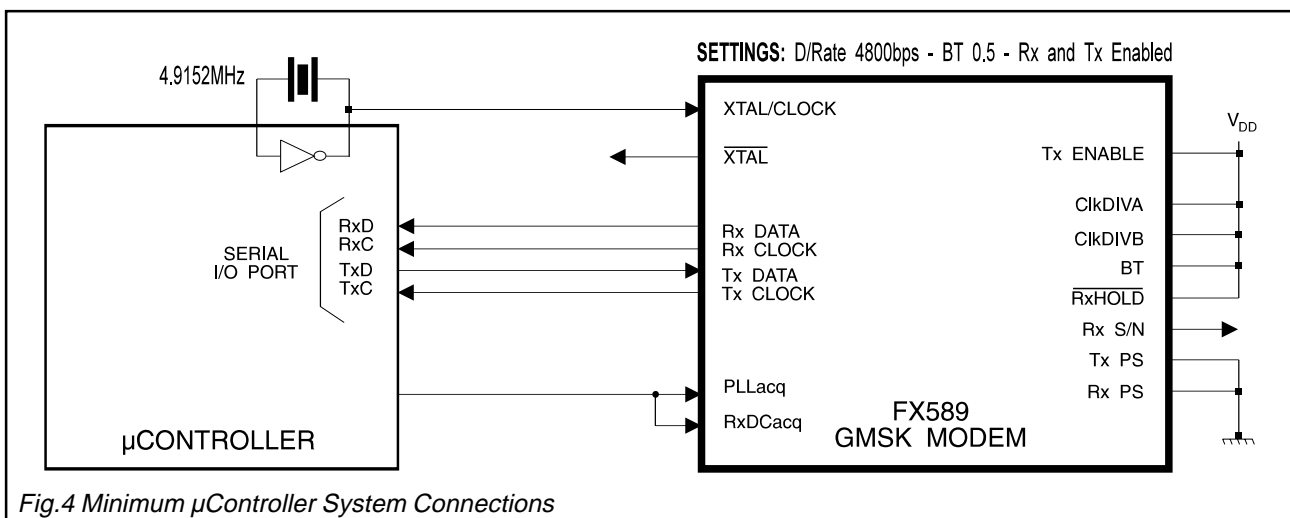 SETTINGS: D/Rate 4800bps - BT 0.5 - Rx and Tx Enabled
4.9152MHz
XTAL/CLOCK
XTAL
VDD
Tx ENABLE
ClkDIVA
ClkDIVB
BT
RxHOLD
Rx S/N
Tx PS
Rx PS
SERIAL
I/O PORT
RxD
RxC
TxD
TxC
Rx DATA
Rx CLOCK
Tx DATA
Tx CLOCK
PLLacq
RxDCacq
µCONTROLLER
FX589
GMSK MODEM
Fig.4 Minimum µController System Connections